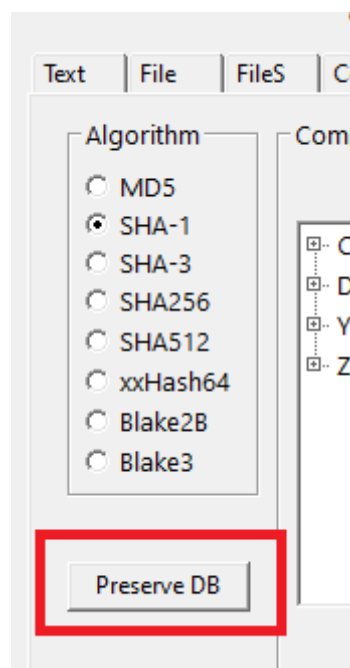 Text File FileS C
Algorithm Com
MD5
SHA-1
SHA-3
SHA256
SHA512
xxHash64
Blake2B
Blake3
C
D
Y
Z
Preserve DB